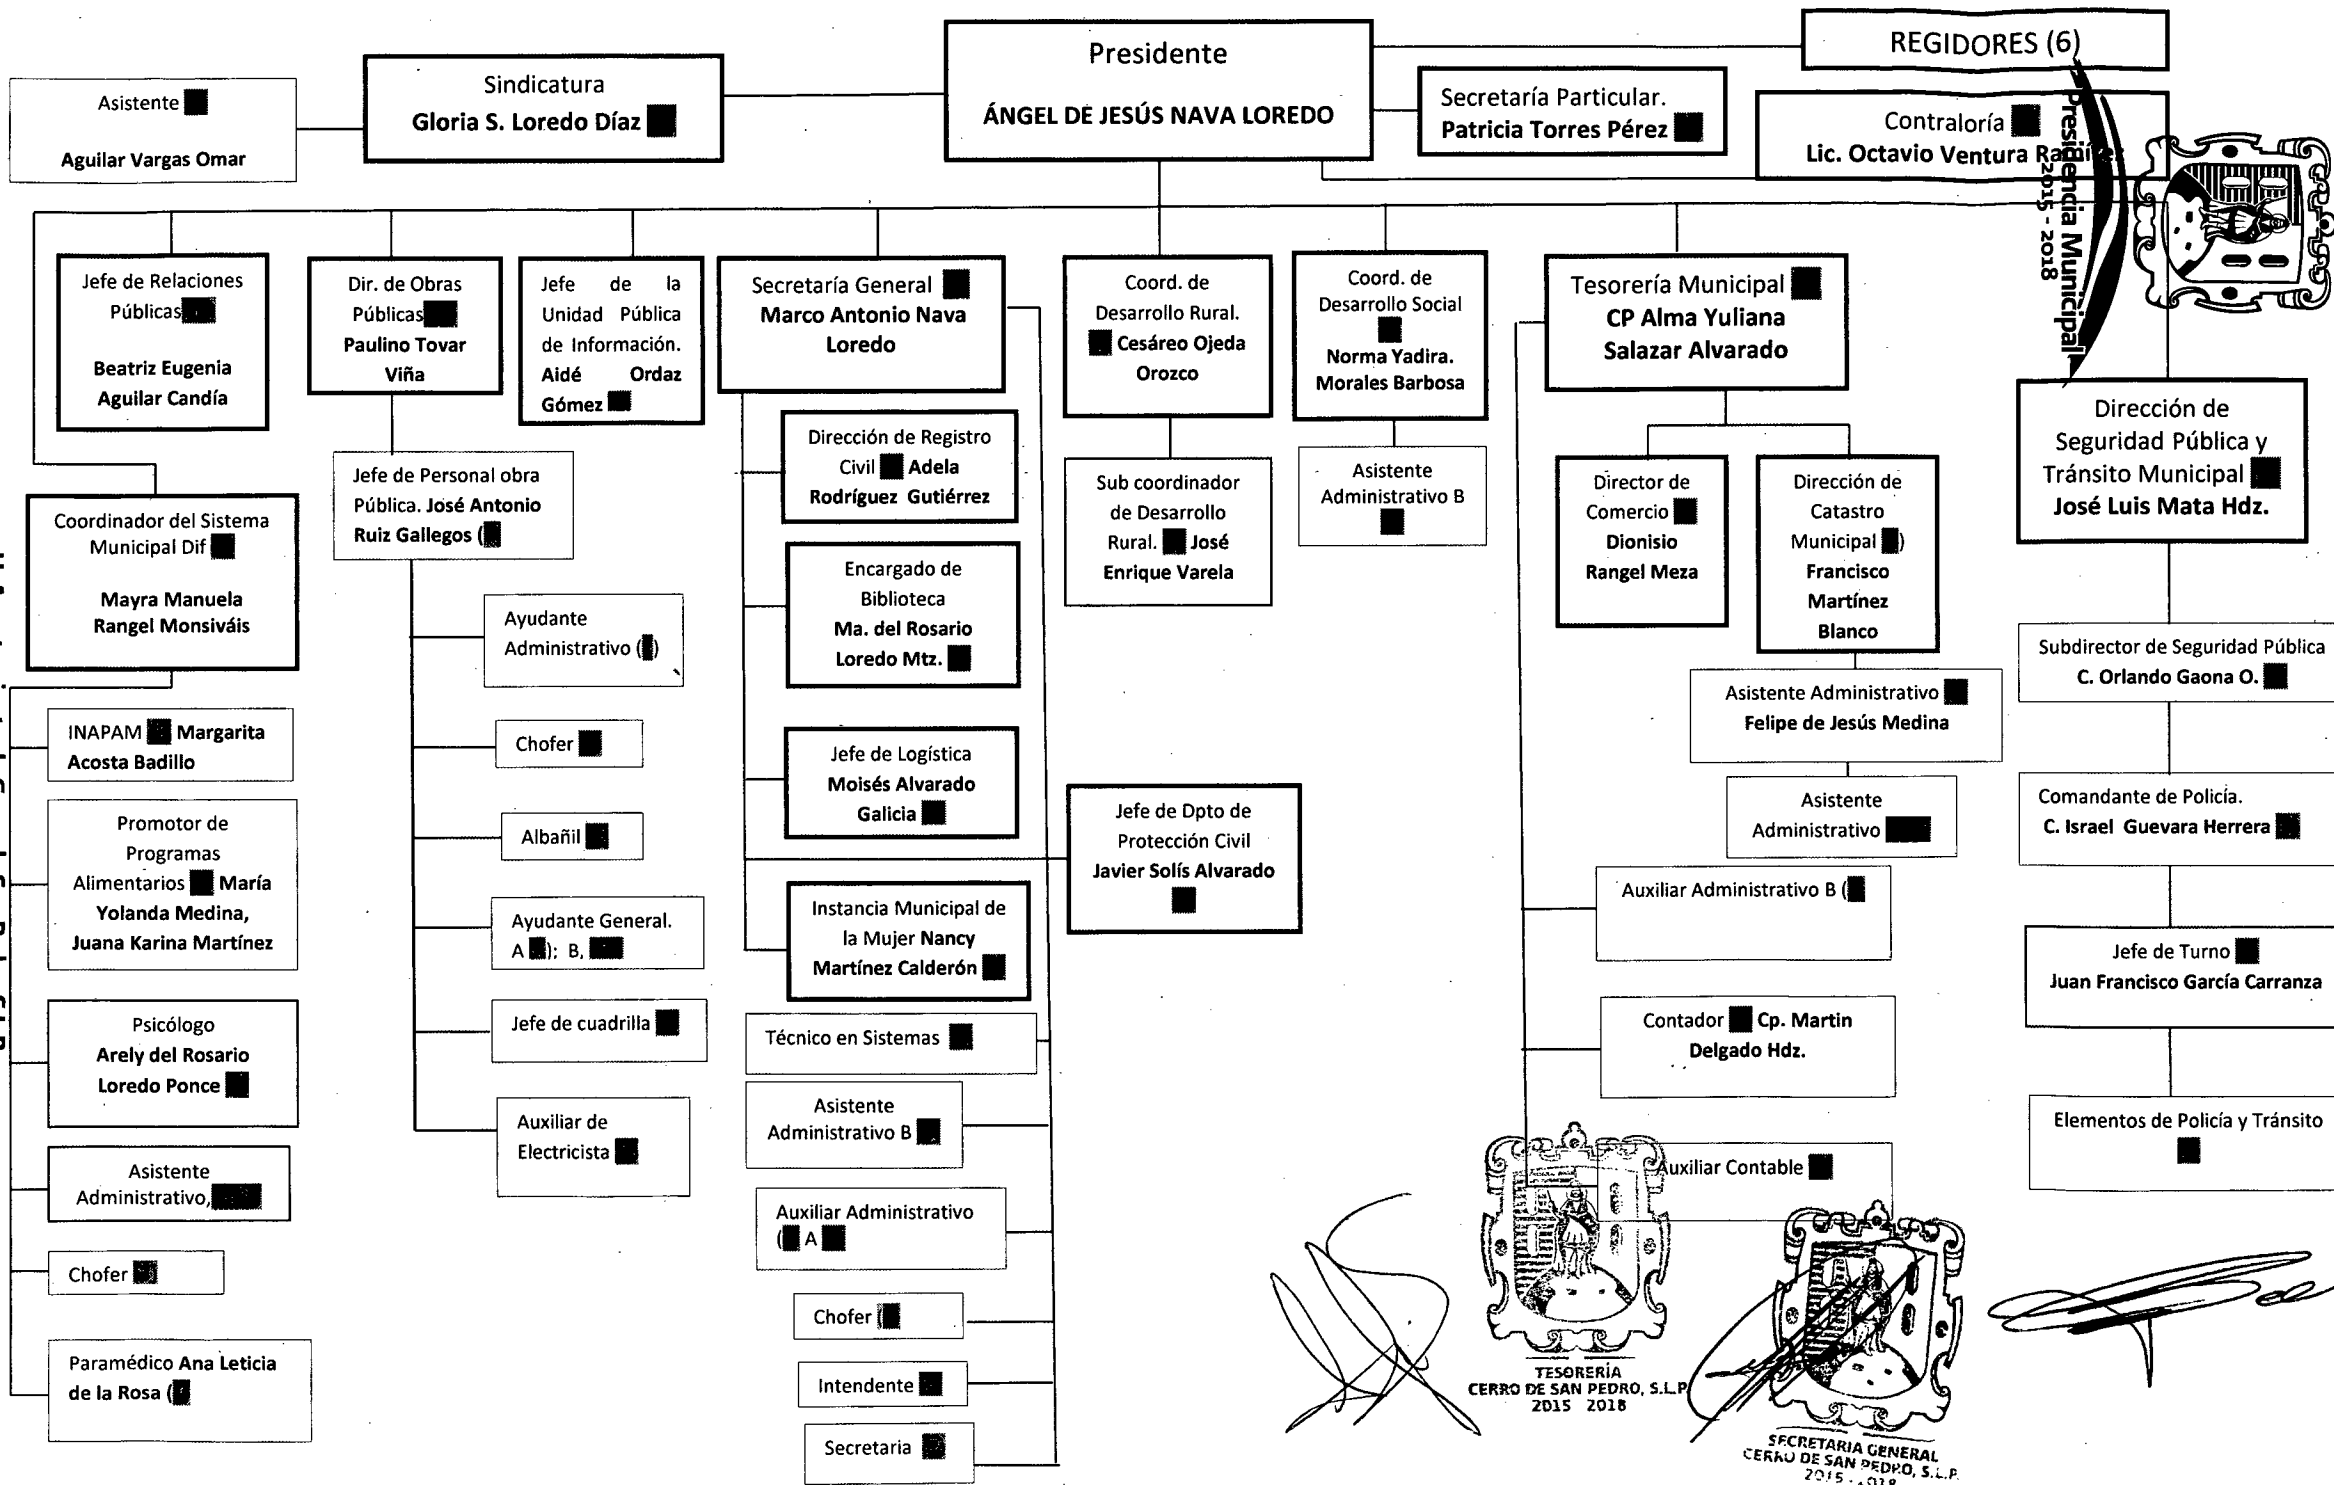 Presidente
ÁNGEL DE JESÚS NAVA LOREDO
REGIDORES (6)
Secretaría Particular.
Patricia Torres Pérez
Contraloría
Lic. Octavio Ventura
Sindicatura
Gloria S. Loredo Díaz
Asistente
Aguilar Vargas Omar
Presidencia Municipal
2015 - 2018
Jefe de Relaciones
Públicas
Beatriz Eugenia
Aguilar Candía
Dir. de Obras
Públicas
Paulino Tovar
Viña
Jefe de la
Unidad Pública
de Información.
Aidé Ordaz
Gómez
Secretaría General
Marco Antonio Nava
Loredo
Coord. de
Desarrollo Rural.
Cesáreo Ojeda
Orozco
Coord. de
Desarrollo Social
Norma Yadira.
Morales Barbosa
Tesorería Municipal
CP Alma Yuliana
Salazar Alvarado
Dirección de
Seguridad Pública y
Tránsito Municipal
José Luis Mata Hdz.
Coordinador del Sistema
Municipal Dif
Mayra Manuela
Rangel Monsiváis
INAPAM Margarita
Acosta Badillo
Promotor de
Programas
Alimentarios María
Yolanda Medina,
Juana Karina Martínez
Psicólogo
Arely del Rosario
Loredo Ponce
Asistente
Administrativo,
Chofer
Paramédico Ana Leticia
de la Rosa (
Jefe de Personal obra
Pública. José Antonio
Ruiz Gallegos (
Ayudante
Administrativo ( )
Chofer
Albañil
Ayudante General.
A ); B,
Jefe de cuadrilla
Auxiliar de
Electricista
Dirección de Registro
Civil Adela
Rodríguez Gutiérrez
Encargado de
Biblioteca
Ma. del Rosario
Loredo Mtz.
Jefe de Logística
Moisés Alvarado
Galicia
Jefe de Dpto de
Protección Civil
Javier Solís Alvarado
Instancia Municipal de
la Mujer Nancy
Martínez Calderón
Técnico en Sistemas
Asistente
Administrativo B
Auxiliar Administrativo
( A
Chofer (
Intendente
Secretaria
Sub coordinador
de Desarrollo
Rural. José
Enrique Varela
Asistente
Administrativo B
Director de
Comercio
Dionisio
Rangel Meza
Dirección de
Catastro
Municipal )
Francisco
Martínez
Blanco
Asistente Administrativo
Felipe de Jesús Medina
Asistente
Administrativo
Auxiliar Administrativo B (
Contador Cp. Martin
Delgado Hdz.
Auxiliar Contable
Subdirector de Seguridad Pública
C. Orlando Gaona O.
Comandante de Policía.
C. Israel Guevara Herrera
Jefe de Turno
Juan Francisco García Carranza
Elementos de Policía y Tránsito
TESORERÍA
CERRO DE SAN PEDRO, S.L.P
2015 2018
SECRETARIA GENERAL
CERRO DE SAN PEDRO, S.L.P.